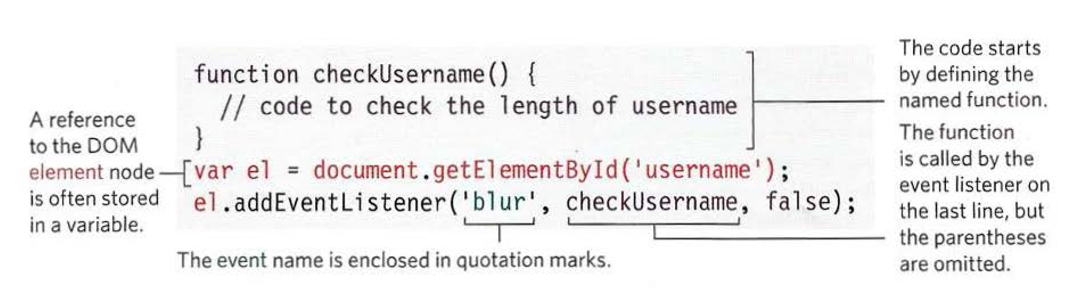 The code starts
by defining the
named function.
function checkUsername() {
// code to check the length of username
}
A reference
to the DOM
element node
is often stored
in a variable.
var el = document.getElementById('username');
el.addEventListener('blur', checkUsername, false);
The function
is called by the
event listener on
the last line, but
the parentheses
are omitted.
The event name is enclosed in quotation marks.